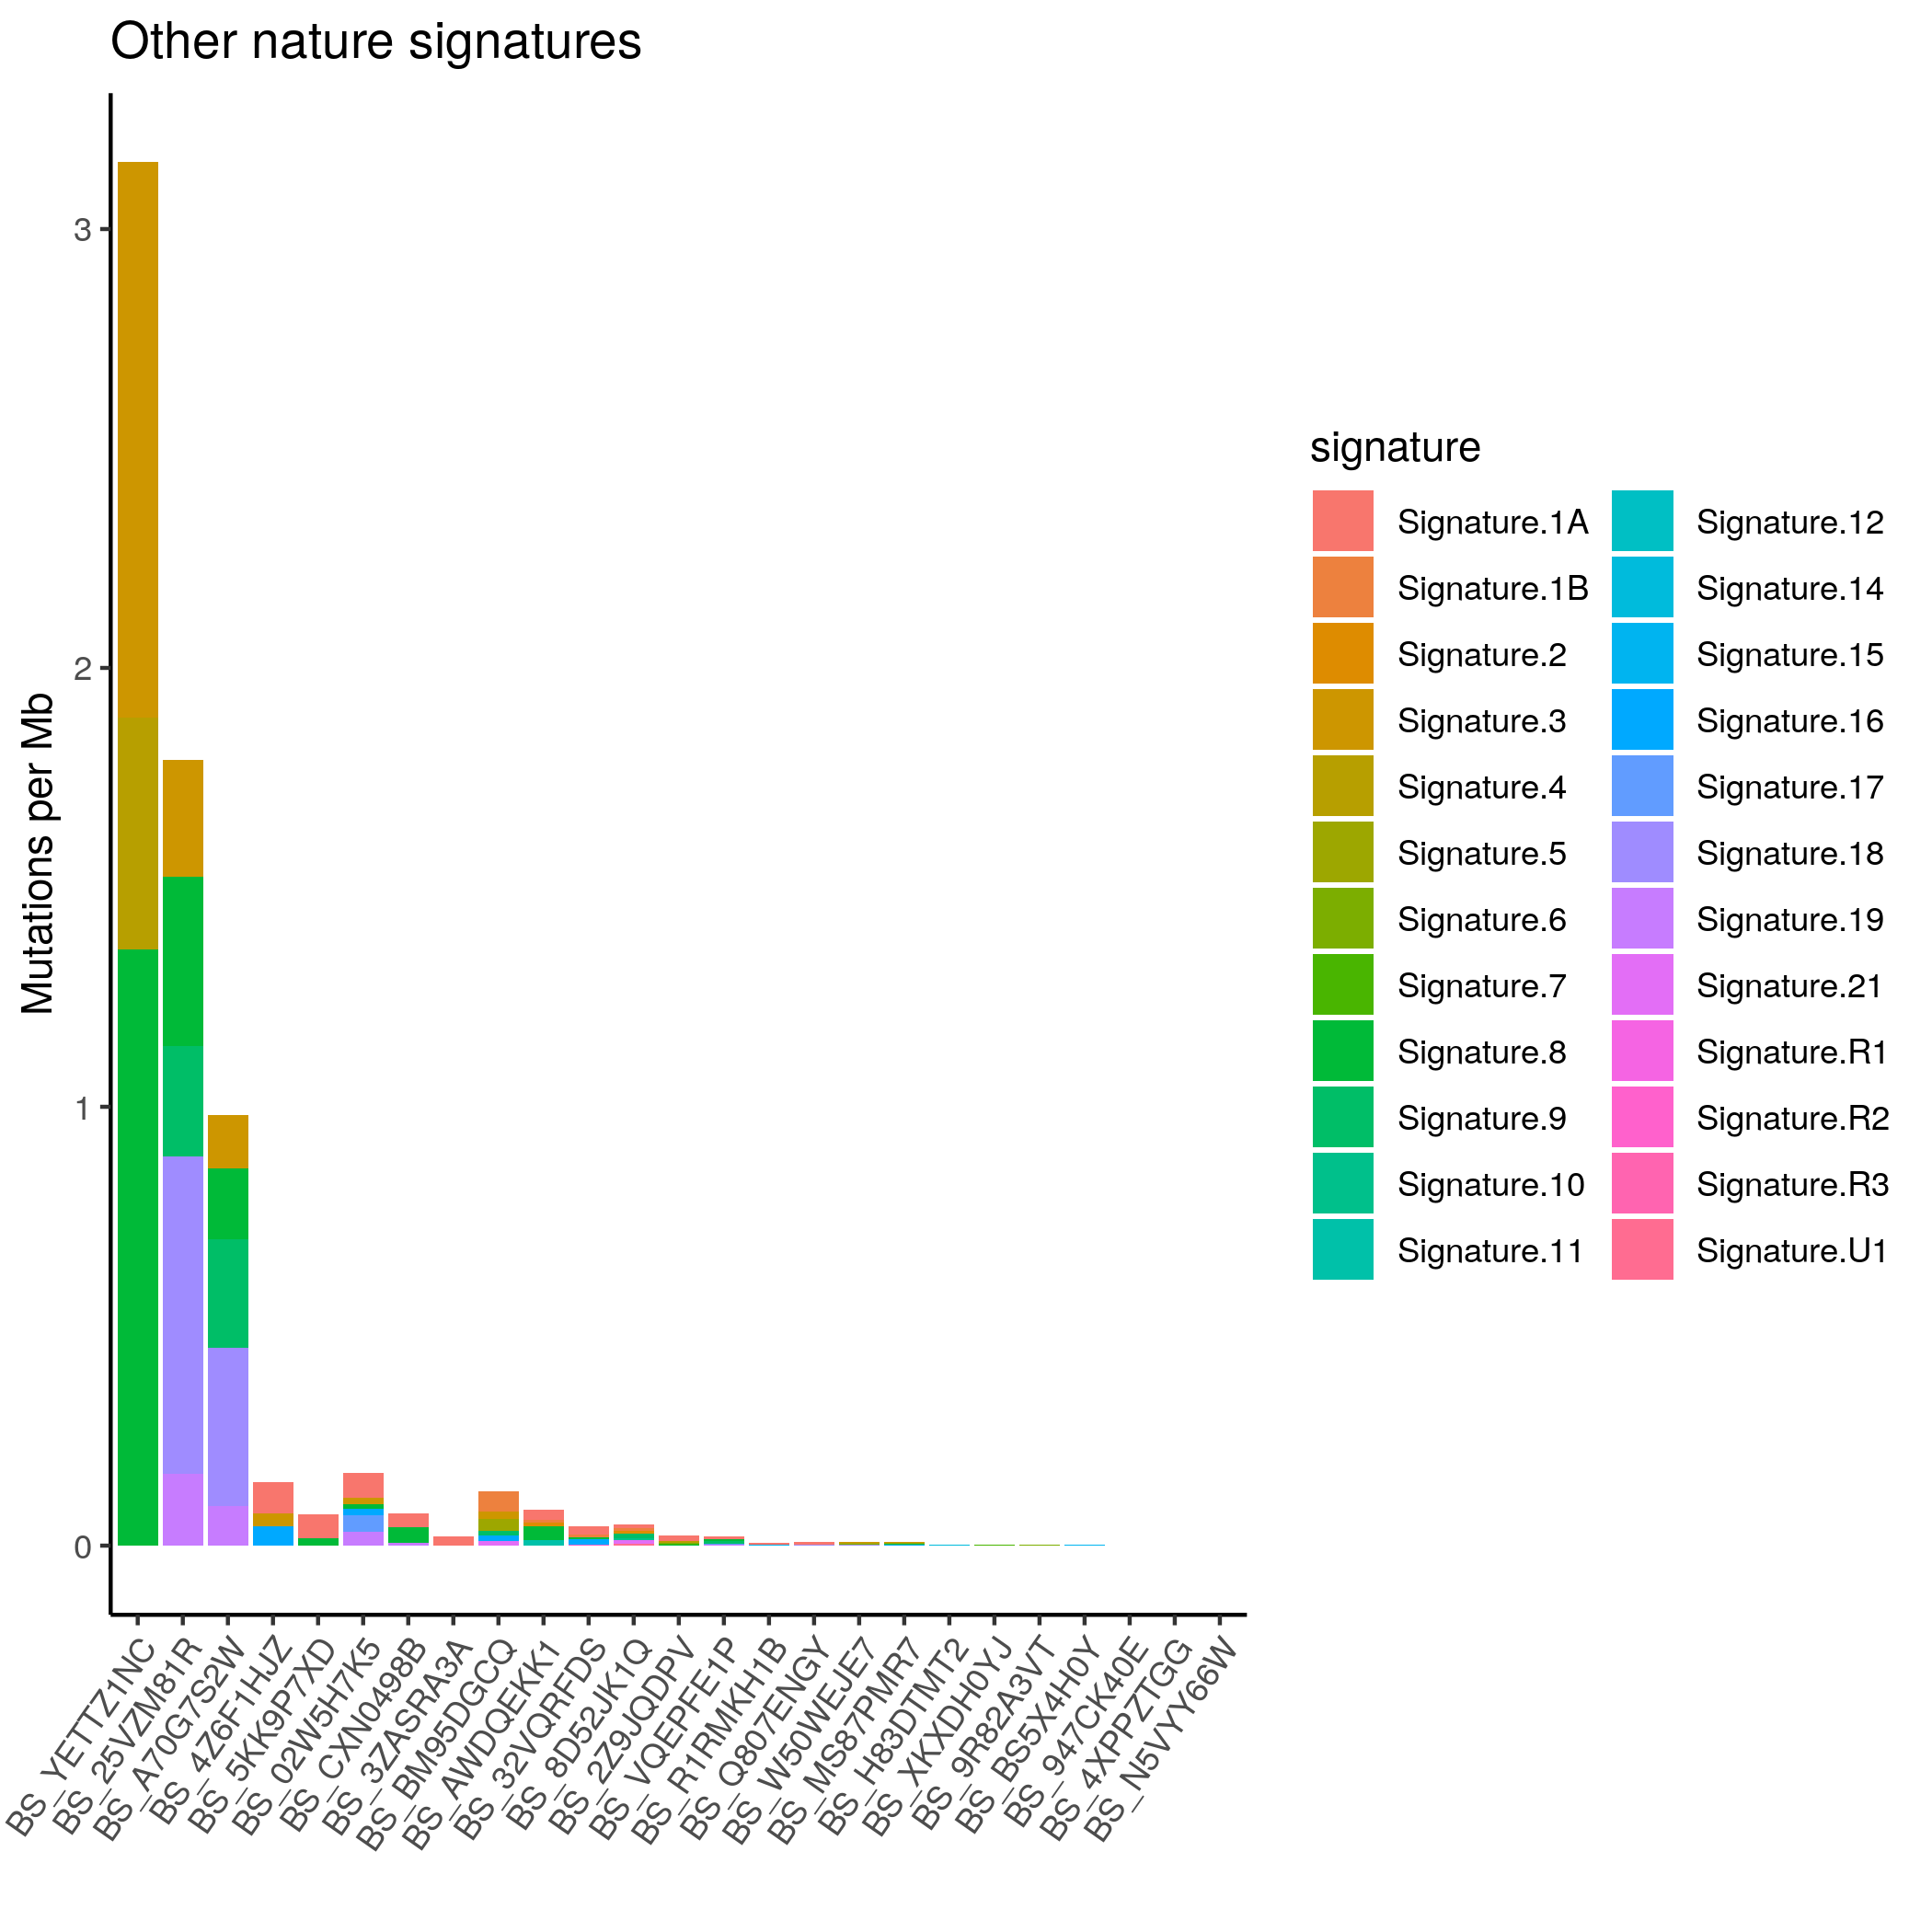 Other nature signatures
Mutations per Mb
3
2
1
0
BS_YETTZ1NC
BS_25VZM81R
BS_A70G7S2W
BS_4Z6F1HJZ
BS_5KK9P7XD
BS_02W5H7K5
BS_CXN0498B
BS_3ZASRA3A
BS_BM95DGCQ
BS_AWDQEKK1
BS_32VQRFDS
BS_8D52JK1Q
BS_2Z9JQDPV
BS_VQEPFE1P
BS_R1RMKH1B
BS_Q807ENGY
BS_W50WEJE7
BS_MS87PMR7
BS_H83DTMT2
BS_XKXDH0YJ
BS_9R82A3VT
BS_BS5X4H0Y
BS_947CK40E
BS_4XPPZTGG
BS_N5VYY66W
signature
Signature.1A
Signature.1B
Signature.2
Signature.3
Signature.4
Signature.5
Signature.6
Signature.7
Signature.8
Signature.9
Signature.10
Signature.11
Signature.12
Signature.14
Signature.15
Signature.16
Signature.17
Signature.18
Signature.19
Signature.21
Signature.R1
Signature.R2
Signature.R3
Signature.U1